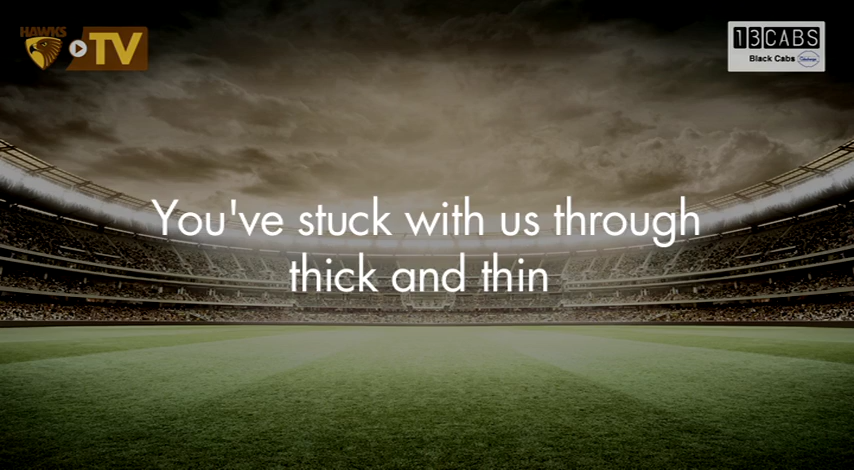 HAWKS
TV
13CABS
Black Cabs
You've stuck with us through
thick and thin